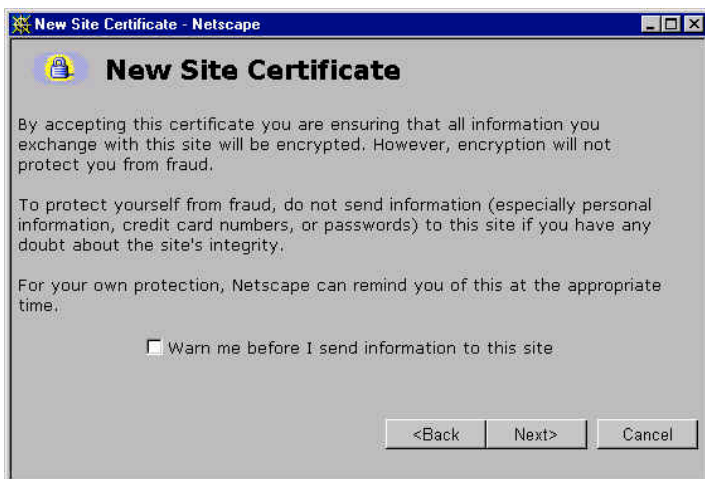 New Site Certificate - Netscape
New Site Certificate
By accepting this certificate you are ensuring that all information you
exchange with this site will be encrypted. However, encryption will not
protect you from fraud.
To protect yourself from fraud, do not send information (especially personal
information, credit card numbers, or passwords) to this site if you have any
doubt about the site's integrity.
For your own protection, Netscape can remind you of this at the appropriate
time.
Warn me before I send information to this site
<Back Next> Cancel